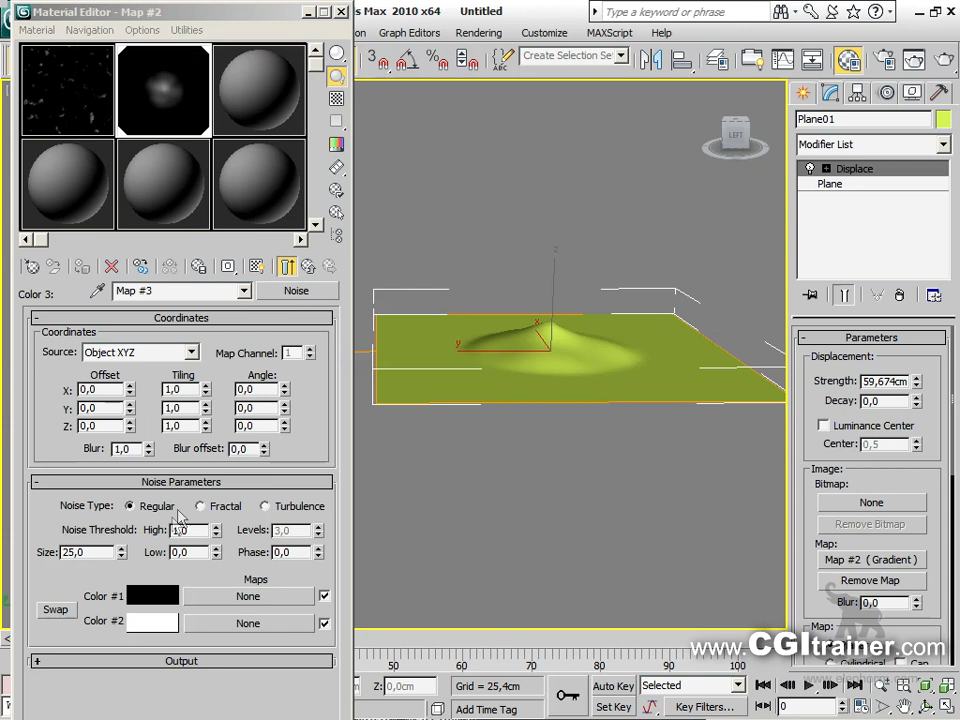 Material Editor - Map #2
Material Navigation Options Utilities
s Max 2010 x64 Untitled
Type a keyword or phrase
on Graph Editors Rendering Customize MAXScript Help
3 % ABC Create Selection Se
Color 3: Map #3 Noise
- Coordinates
Coordinates
Source: Object XYZ Map Channel: 1
Offset Tiling Angle:
X: 0,0 1,0 0,0
Y: 0,0 1,0 0,0
Z: 0,0 1,0 0,0
Blur: 1,0 Blur offset: 0,0
- Noise Parameters
Noise Type: Regular Fractal Turbulence
Noise Threshold: High: 1,0 Levels: 3,0
Size: 25,0 Low: 0,0 Phase: 0,0
Maps
Color #1 None
Swap
Color #2 None
+ Output
LEFT
z
x
y
Plane01
Modifier List
Displace
Plane
- Parameters
Displacement:
Strength: 59,674cm
Decay: 0,0
Luminance Center
Center: 0,5
Image:
Bitmap:
None
Remove Bitmap
Map:
Map #2 ( Gradient )
Remove Map
Blur: 0,0
Map:
Cylindrical Cap
www.CGItrainer.com
50 60 70 80 90 100
Z: 0,0cm Grid = 25,4cm Auto Key Selected
Add Time Tag Set Key Key Filters... 0